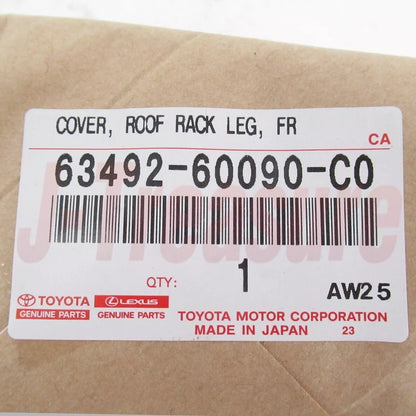 COVER, ROOF RACK LEG, FR
CA
63492-60090-C0
J-Treasure
QTY: 1 AW25
TOYOTA LEXUS
GENUINE PARTS GENUINE PARTS
TOYOTA MOTOR CORPORATION
MADE IN JAPAN 23